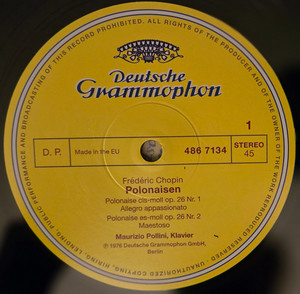 ALL RIGHTS OF THE PRODUCER AND OF THE OWNER OF THE WORK REPRODUCED RESERVED · UNAUTHORIZED COPYING, HIRING, LENDING, PUBLIC PERFORMANCE AND BROADCASTING OF THIS RECORD PROHIBITED.
Deutsche
Grammophon
1
D. P.
Made in the EU
486 7134
STEREO
45
Frédéric Chopin
Polonaisen
Polonaise cis-moll op. 26 Nr. 1
Allegro appassionato
Polonaise es-moll op. 26 Nr. 2
Maestoso
Maurizio Pollini, Klavier
℗ 1976 Deutsche Grammophon GmbH,
Berlin